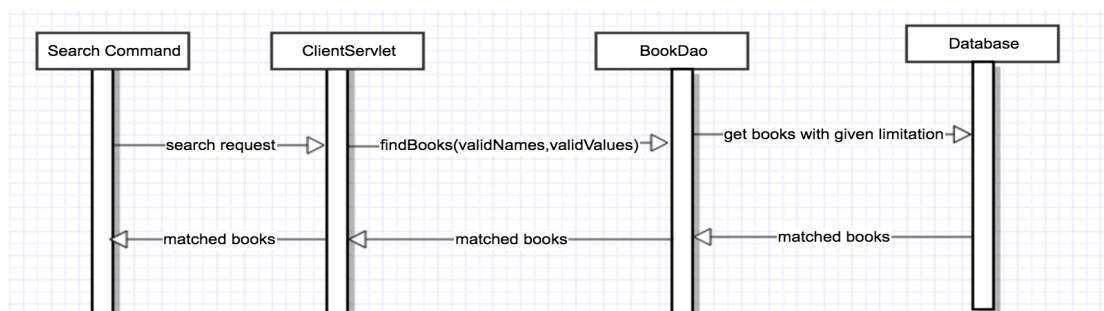 Search Command
ClientServlet
BookDao
Database
search request
findBooks(validNames,validValues)
get books with given limitation
matched books
matched books
matched books